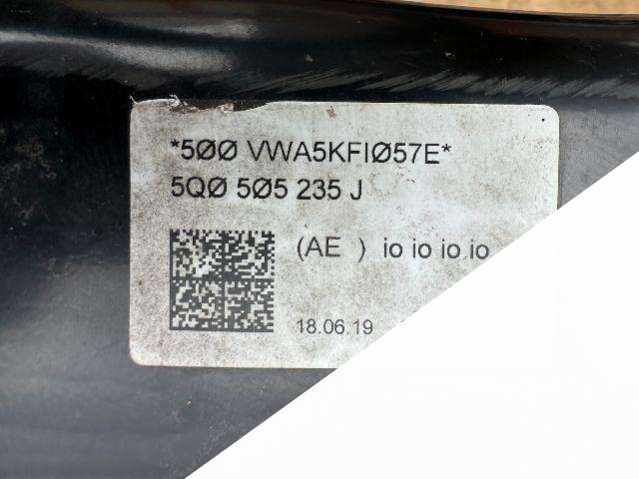 *5ØØ VWA5KFIØ57E*
5QØ 5Ø5 235 J
(AE ) io io io io
18.06.19